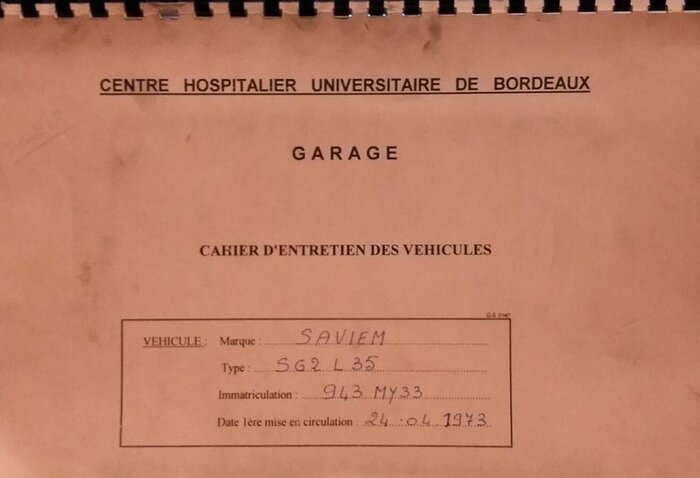 CENTRE HOSPITALIER UNIVERSITAIRE DE BORDEAUX
GARAGE
CAHIER D'ENTRETIEN DES VEHICULES
VEHICULE : Marque : SAVIEM
Type : SG2 L 35
Immatriculation : 943 MY33
Date 1ère mise en circulation : 24 . 04 1973